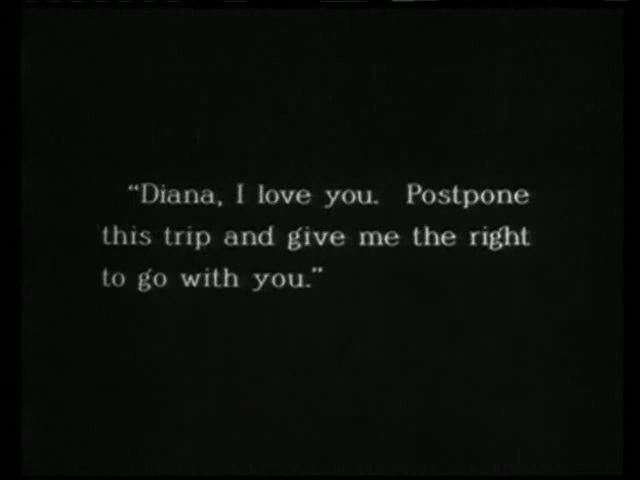 “Diana, I love you. Postpone
this trip and give me the right
to go with you.”